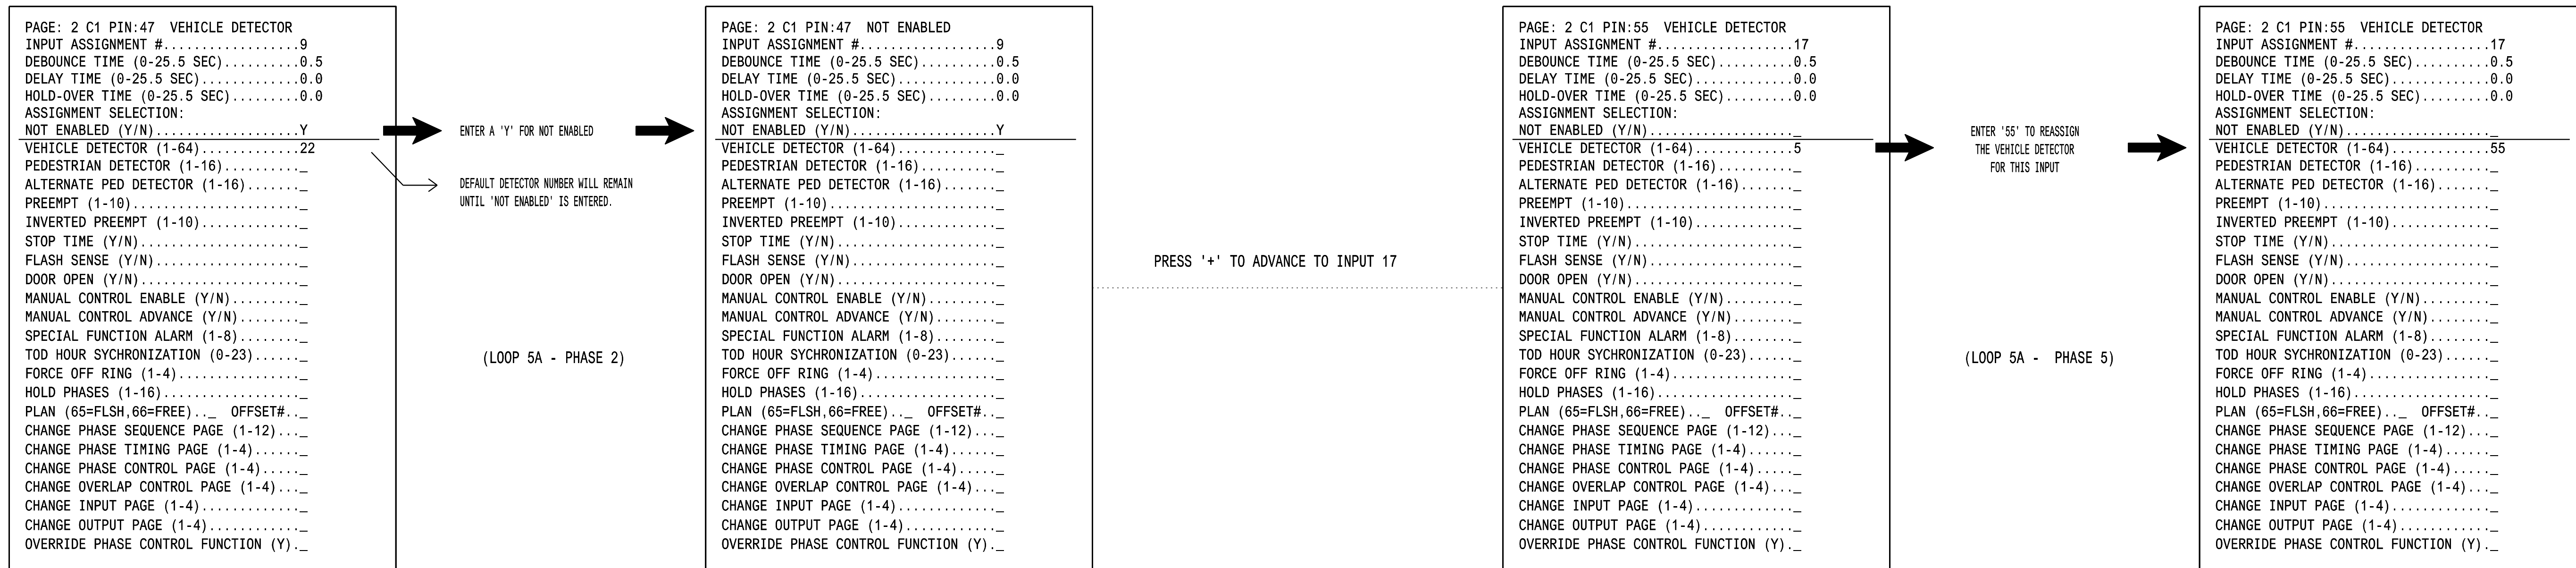 PAGE: 2 C1 PIN:47  VEHICLE DETECTOR
INPUT ASSIGNMENT #..................9
DEBOUNCE TIME (0-25.5 SEC)..........0.5
DELAY TIME (0-25.5 SEC).............0.0
HOLD-OVER TIME (0-25.5 SEC).........0.0
ASSIGNMENT SELECTION:
NOT ENABLED (Y/N)...................Y
VEHICLE DETECTOR (1-64).............22
PEDESTRIAN DETECTOR (1-16).........._
ALTERNATE PED DETECTOR (1-16)......._
PREEMPT (1-10)......................_
INVERTED PREEMPT (1-10)............._
STOP TIME (Y/N)....................._
FLASH SENSE (Y/N)..................._
DOOR OPEN (Y/N)....................._
MANUAL CONTROL ENABLE (Y/N)........._
MANUAL CONTROL ADVANCE (Y/N)........_
SPECIAL FUNCTION ALARM (1-8)........_
TOD HOUR SYCHRONIZATION (0-23)......_
FORCE OFF RING (1-4)................_
HOLD PHASES (1-16).................._
PLAN (65=FLSH,66=FREE).._  OFFSET#.._
CHANGE PHASE SEQUENCE PAGE (1-12)..._
CHANGE PHASE TIMING PAGE (1-4)......_
CHANGE PHASE CONTROL PAGE (1-4)....._
CHANGE OVERLAP CONTROL PAGE (1-4)..._
CHANGE INPUT PAGE (1-4)............._
CHANGE OUTPUT PAGE (1-4)............_
OVERRIDE PHASE CONTROL FUNCTION (Y)._
ENTER A 'Y' FOR NOT ENABLED
DEFAULT DETECTOR NUMBER WILL REMAIN
UNTIL 'NOT ENABLED' IS ENTERED.
(LOOP 5A - PHASE 2)
PAGE: 2 C1 PIN:47  NOT ENABLED
INPUT ASSIGNMENT #..................9
DEBOUNCE TIME (0-25.5 SEC)..........0.5
DELAY TIME (0-25.5 SEC).............0.0
HOLD-OVER TIME (0-25.5 SEC).........0.0
ASSIGNMENT SELECTION:
NOT ENABLED (Y/N)...................Y
VEHICLE DETECTOR (1-64)............._
PEDESTRIAN DETECTOR (1-16).........._
ALTERNATE PED DETECTOR (1-16)......._
PREEMPT (1-10)......................_
INVERTED PREEMPT (1-10)............._
STOP TIME (Y/N)....................._
FLASH SENSE (Y/N)..................._
DOOR OPEN (Y/N)....................._
MANUAL CONTROL ENABLE (Y/N)........._
MANUAL CONTROL ADVANCE (Y/N)........_
SPECIAL FUNCTION ALARM (1-8)........_
TOD HOUR SYCHRONIZATION (0-23)......_
FORCE OFF RING (1-4)................_
HOLD PHASES (1-16).................._
PLAN (65=FLSH,66=FREE).._  OFFSET#.._
CHANGE PHASE SEQUENCE PAGE (1-12)..._
CHANGE PHASE TIMING PAGE (1-4)......_
CHANGE PHASE CONTROL PAGE (1-4)....._
CHANGE OVERLAP CONTROL PAGE (1-4)..._
CHANGE INPUT PAGE (1-4)............._
CHANGE OUTPUT PAGE (1-4)............_
OVERRIDE PHASE CONTROL FUNCTION (Y)._
PRESS '+' TO ADVANCE TO INPUT 17
PAGE: 2 C1 PIN:55  VEHICLE DETECTOR
INPUT ASSIGNMENT #..................17
DEBOUNCE TIME (0-25.5 SEC)..........0.5
DELAY TIME (0-25.5 SEC).............0.0
HOLD-OVER TIME (0-25.5 SEC).........0.0
ASSIGNMENT SELECTION:
NOT ENABLED (Y/N)..................._
VEHICLE DETECTOR (1-64).............5
PEDESTRIAN DETECTOR (1-16).........._
ALTERNATE PED DETECTOR (1-16)......._
PREEMPT (1-10)......................_
INVERTED PREEMPT (1-10)............._
STOP TIME (Y/N)....................._
FLASH SENSE (Y/N)..................._
DOOR OPEN (Y/N)....................._
MANUAL CONTROL ENABLE (Y/N)........._
MANUAL CONTROL ADVANCE (Y/N)........_
SPECIAL FUNCTION ALARM (1-8)........_
TOD HOUR SYCHRONIZATION (0-23)......_
FORCE OFF RING (1-4)................_
HOLD PHASES (1-16).................._
PLAN (65=FLSH,66=FREE).._  OFFSET#.._
CHANGE PHASE SEQUENCE PAGE (1-12)..._
CHANGE PHASE TIMING PAGE (1-4)......_
CHANGE PHASE CONTROL PAGE (1-4)....._
CHANGE OVERLAP CONTROL PAGE (1-4)..._
CHANGE INPUT PAGE (1-4)............._
CHANGE OUTPUT PAGE (1-4)............_
OVERRIDE PHASE CONTROL FUNCTION (Y)._
ENTER '55' TO REASSIGN
THE VEHICLE DETECTOR
FOR THIS INPUT
(LOOP 5A -  PHASE 5)
PAGE: 2 C1 PIN:55  VEHICLE DETECTOR
INPUT ASSIGNMENT #..................17
DEBOUNCE TIME (0-25.5 SEC)..........0.5
DELAY TIME (0-25.5 SEC).............0.0
HOLD-OVER TIME (0-25.5 SEC).........0.0
ASSIGNMENT SELECTION:
NOT ENABLED (Y/N)..................._
VEHICLE DETECTOR (1-64).............55
PEDESTRIAN DETECTOR (1-16).........._
ALTERNATE PED DETECTOR (1-16)......._
PREEMPT (1-10)......................_
INVERTED PREEMPT (1-10)............._
STOP TIME (Y/N)....................._
FLASH SENSE (Y/N)..................._
DOOR OPEN (Y/N)....................._
MANUAL CONTROL ENABLE (Y/N)........._
MANUAL CONTROL ADVANCE (Y/N)........_
SPECIAL FUNCTION ALARM (1-8)........_
TOD HOUR SYCHRONIZATION (0-23)......_
FORCE OFF RING (1-4)................_
HOLD PHASES (1-16).................._
PLAN (65=FLSH,66=FREE).._  OFFSET#.._
CHANGE PHASE SEQUENCE PAGE (1-12)..._
CHANGE PHASE TIMING PAGE (1-4)......_
CHANGE PHASE CONTROL PAGE (1-4)....._
CHANGE OVERLAP CONTROL PAGE (1-4)..._
CHANGE INPUT PAGE (1-4)............._
CHANGE OUTPUT PAGE (1-4)............_
OVERRIDE PHASE CONTROL FUNCTION (Y)._